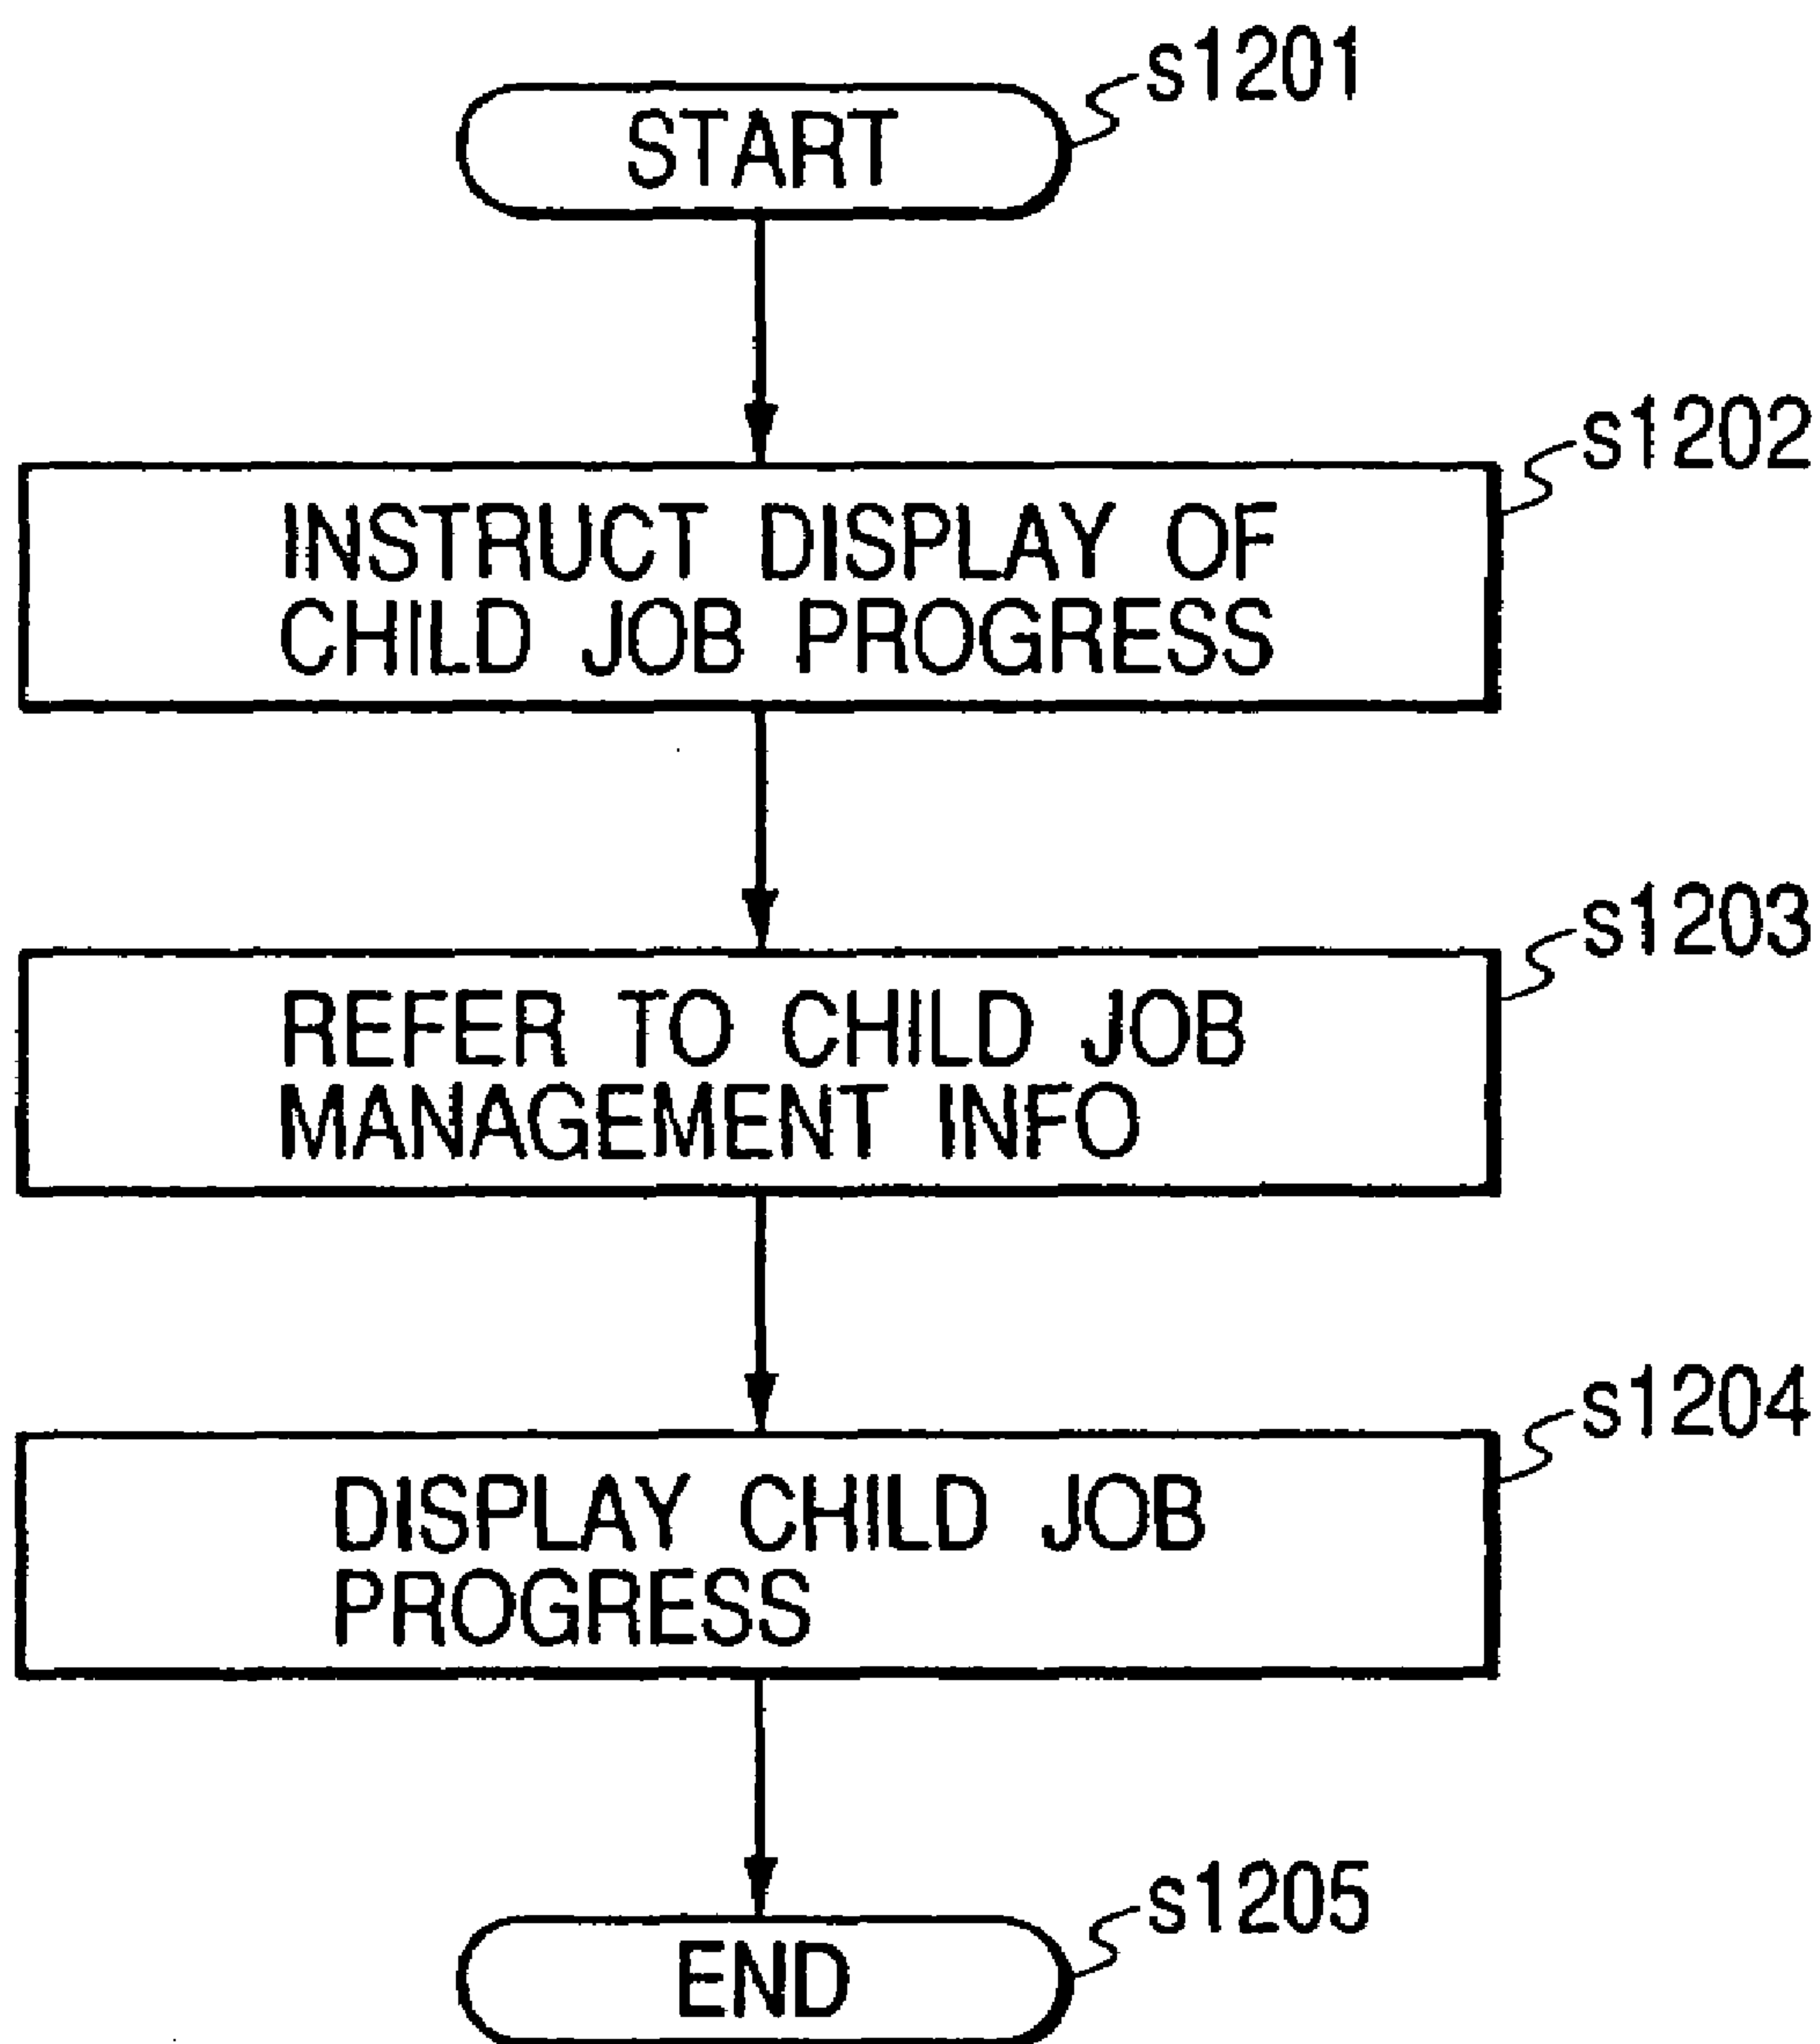 s1201
START
s1202
INSTRUCT DISPLAY OF
CHILD JOB PROGRESS
s1203
REFER TO CHILD JOB
MANAGEMENT INFO
s1204
DISPLAY CHILD JOB
PROGRESS
s1205
END